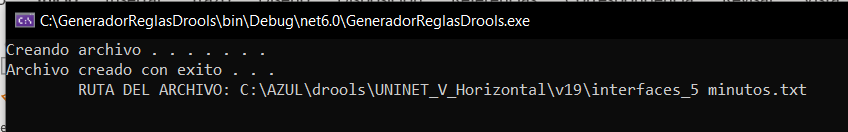 C:\GeneradorReglasDrools\bin\Debug\net6.0\GeneradorReglasDrools.exe
Creando archivo . . . . . . .
Archivo creado con exito . . .
RUTA DEL ARCHIVO: C:\AZUL\drools\UNINET_V_Horizontal\v19\interfaces_5 minutos.txt